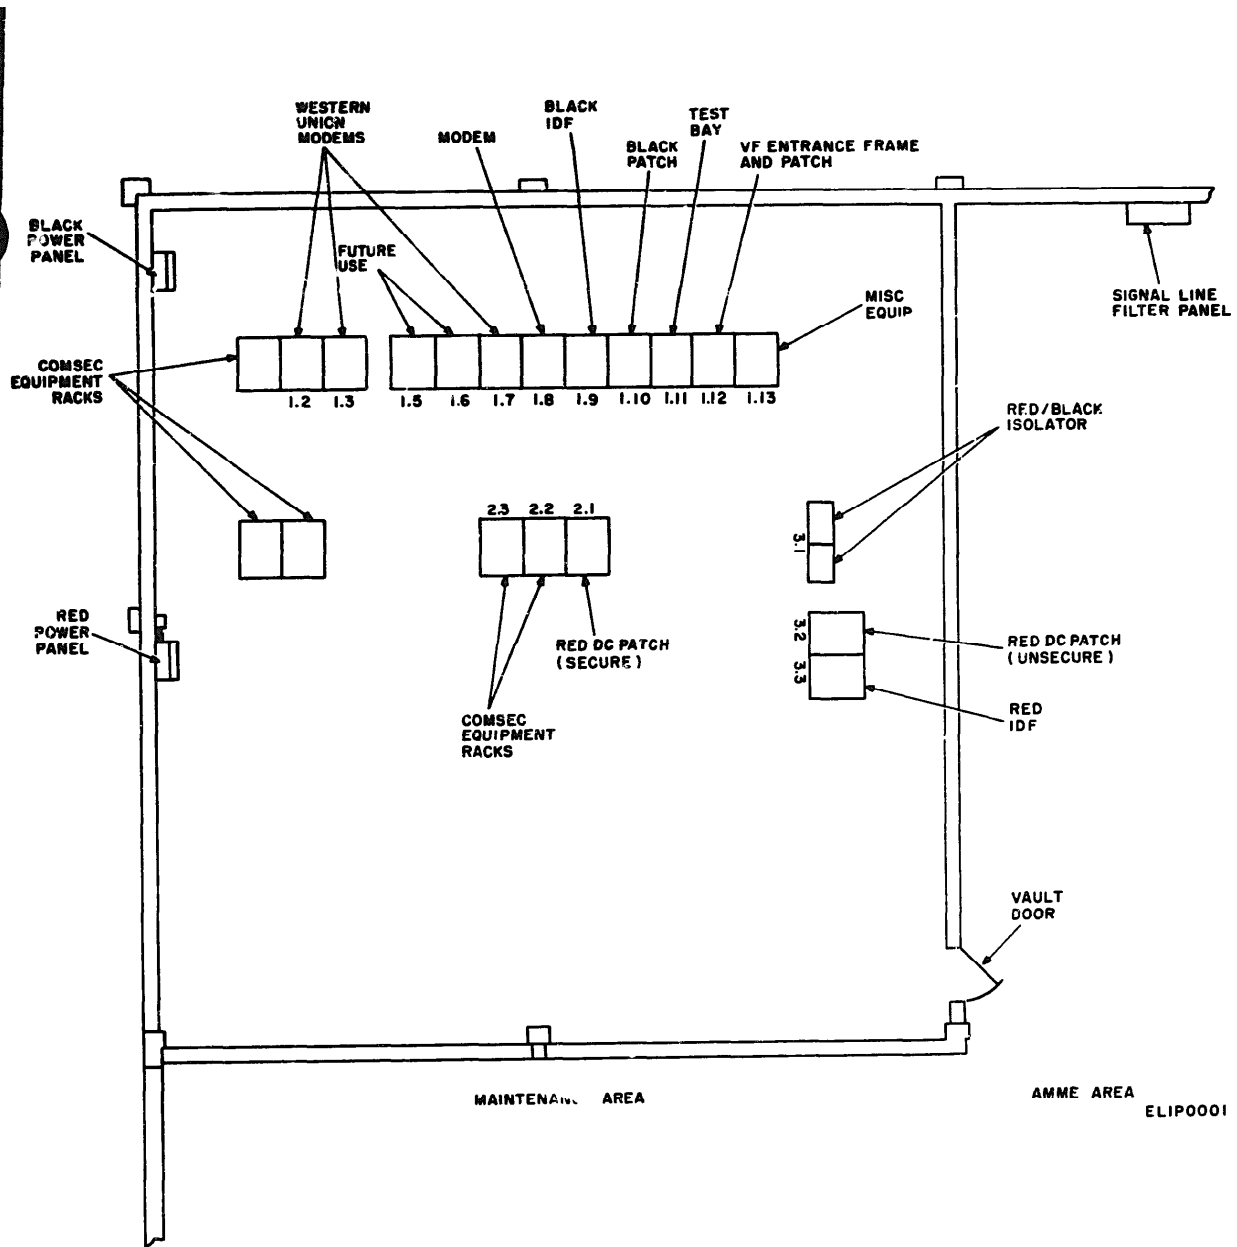 WESTERN
UNION
MODEMS
MODEM
BLACK
IDF
BLACK
PATCH
TEST
BAY
VF ENTRANCE FRAME
AND PATCH
BLACK
POWER
PANEL
FUTURE
USE
SIGNAL LINE
FILTER PANEL
MISC
EQUIP
COMSEC
EQUIPMENT
RACKS
1.2 1.3 1.5 1.6 1.7 1.8 1.9 1.10 1.11 1.12 1.13
RED/BLACK
ISOLATOR
2.3 2.2 2.1
3.1
RED
POWER
PANEL
RED DC PATCH
(SECURE)
3.2
3.3
RED DC PATCH
(UNSECURE)
COMSEC
EQUIPMENT
RACKS
RED
IDF
VAULT
DOOR
AREA
AMME AREA
ELIP0001